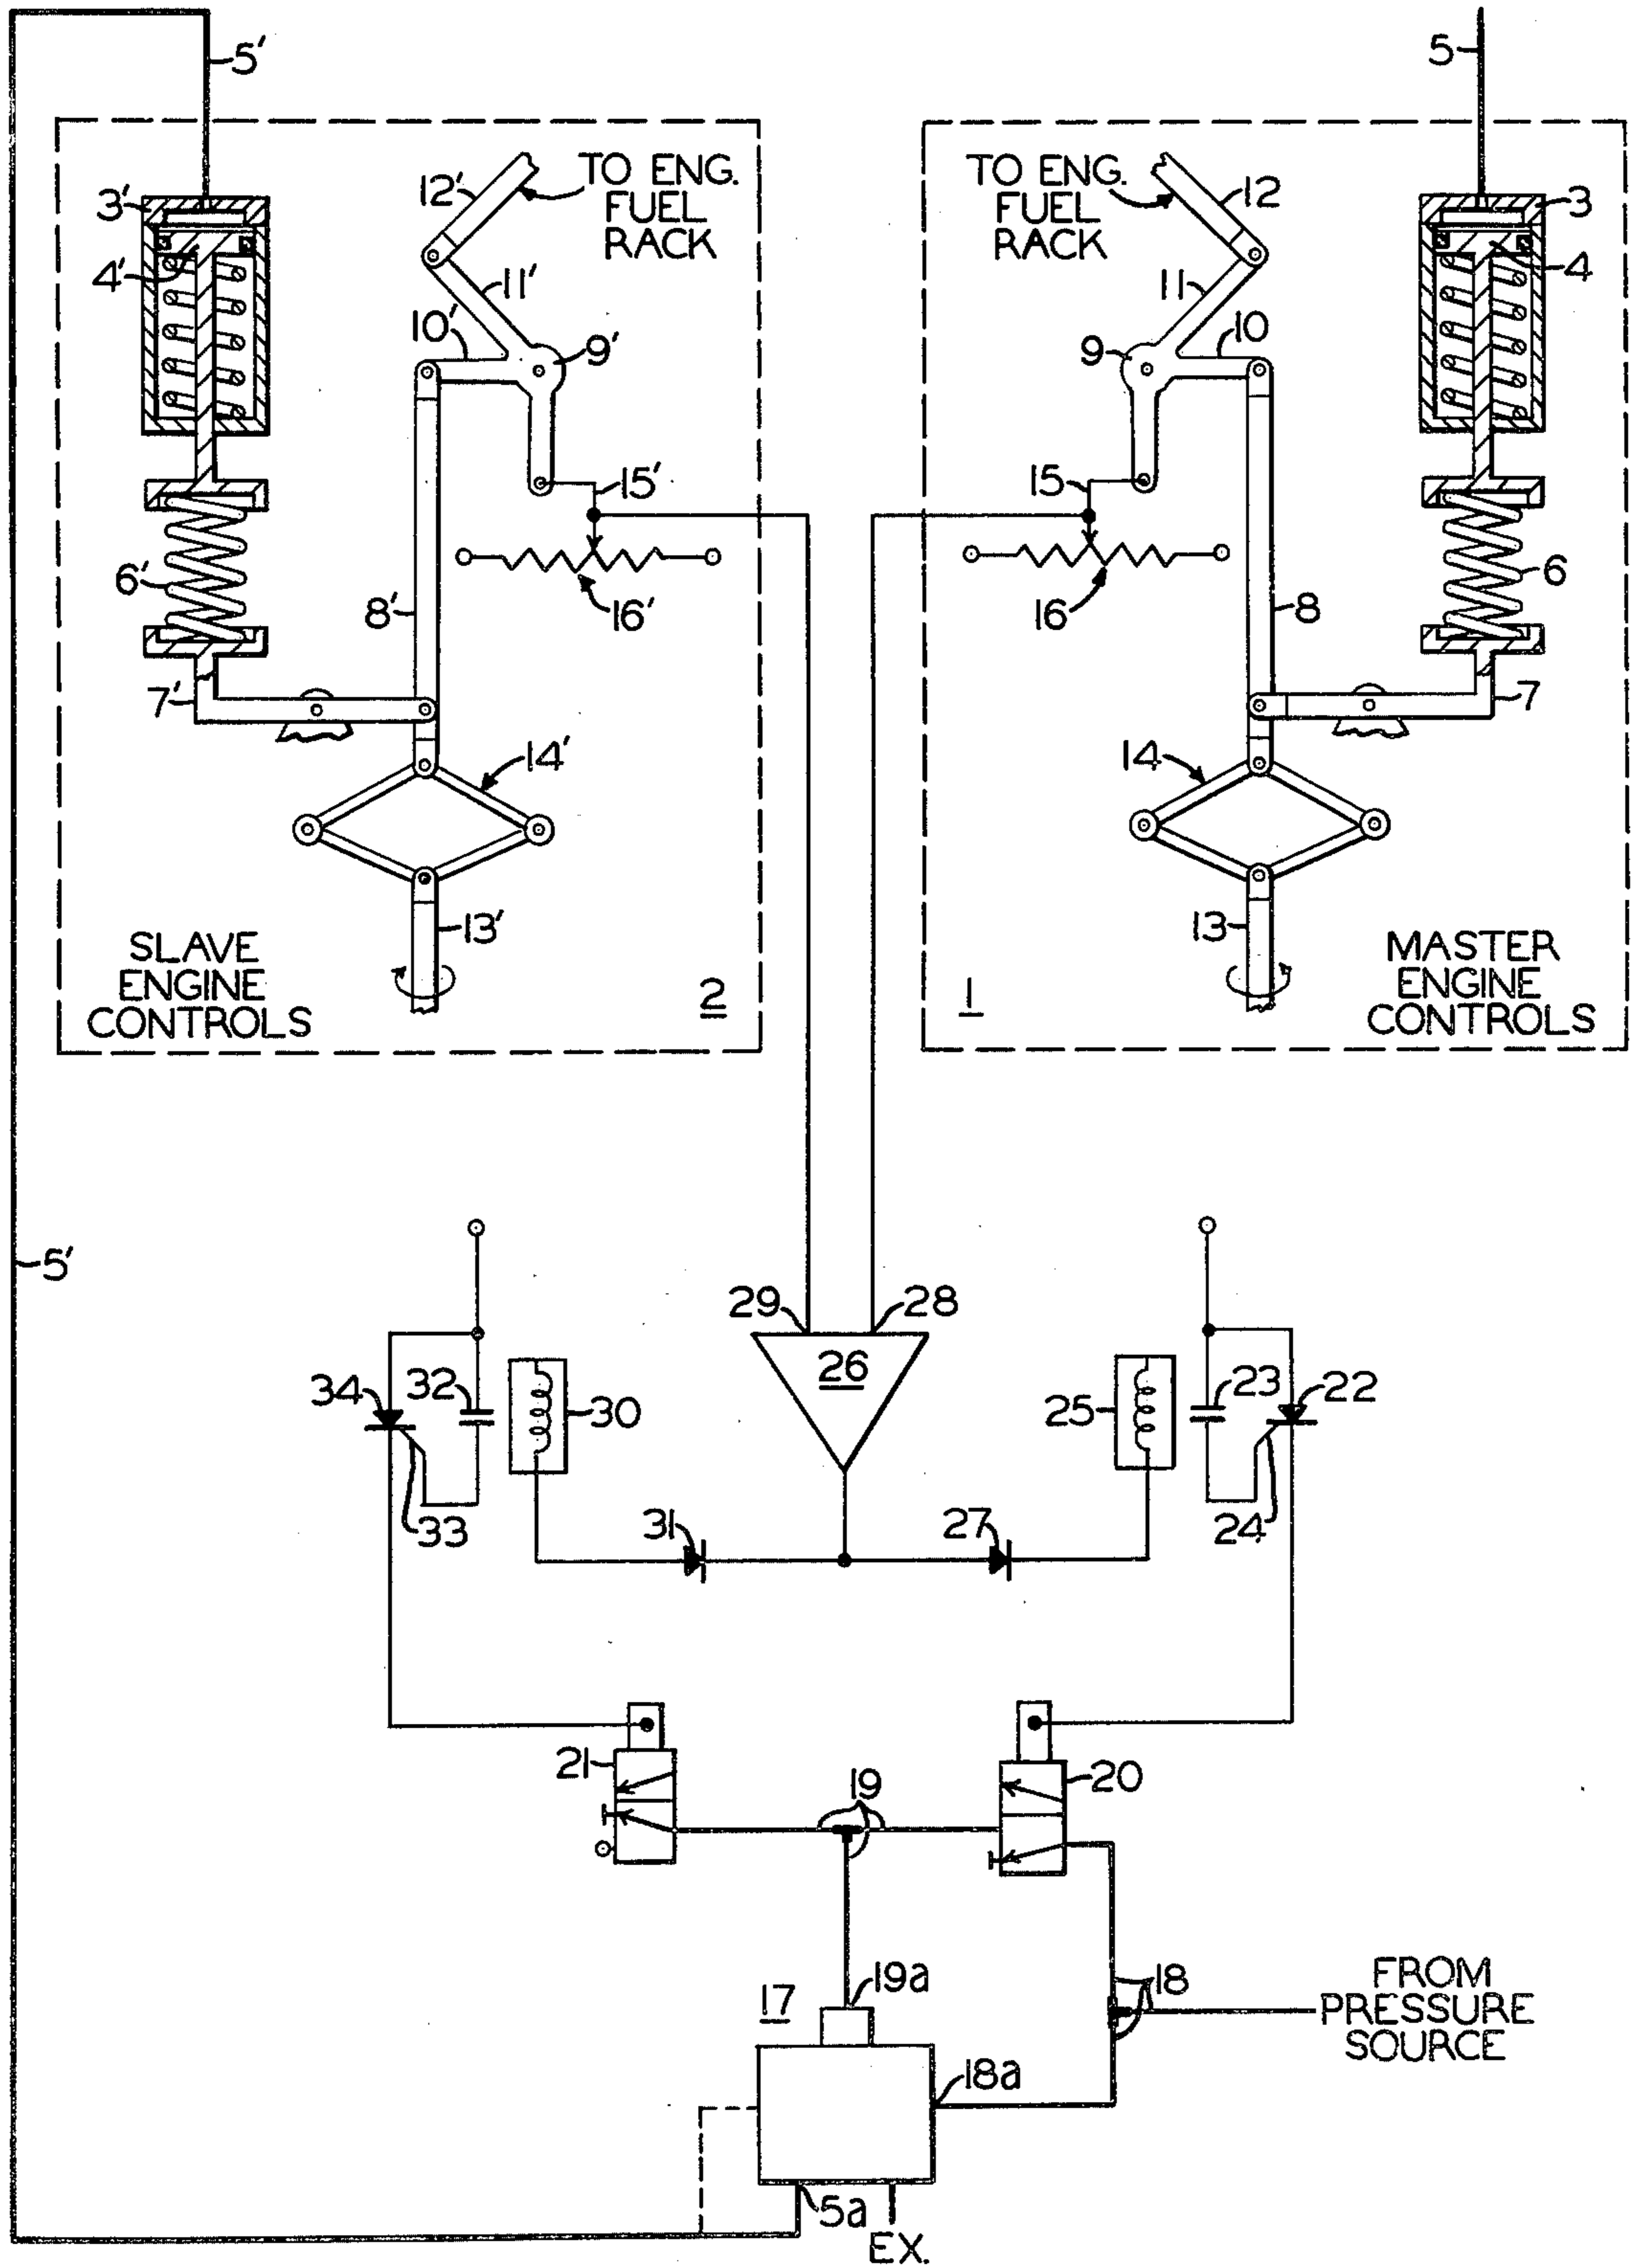 5'
5
TO ENG.
FUEL
RACK
12'
3'
4'
11'
10'
9'
15'
16'
6'
8'
7'
14'
13'
SLAVE
ENGINE
CONTROLS
2
TO ENG.
FUEL
RACK
12
3
4
11
10
9
15
16
6
8
7
14
13
MASTER
ENGINE
CONTROLS
1
5'
29
28
26
34
32
30
33
31
25
23
22
24
27
21
19
20
17
19a
18
FROM
PRESSURE
SOURCE
18a
5a
EX.